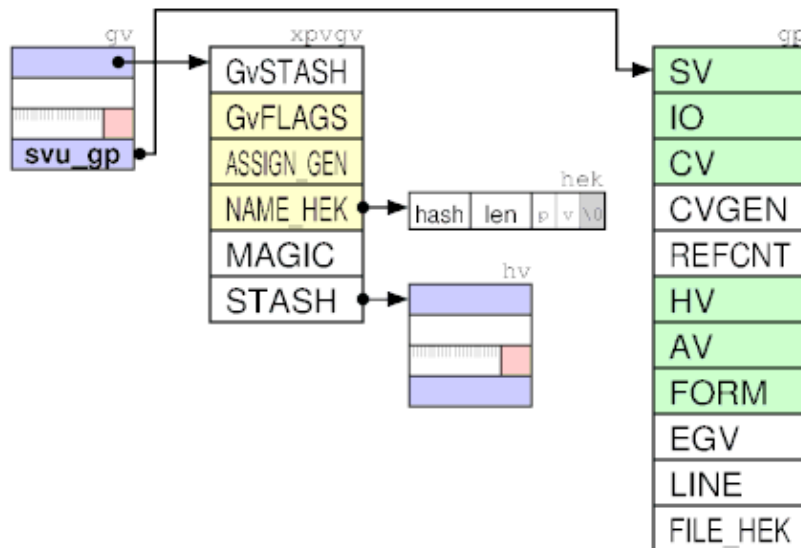 gv
svu_gp
xpvgv
GvSTASH
GvFLAGS
ASSIGN_GEN
NAME_HEK
MAGIC
STASH
hek
hash len p v \0
hv
gp
SV
IO
CV
CVGEN
REFCNT
HV
AV
FORM
EGV
LINE
FILE_HEK